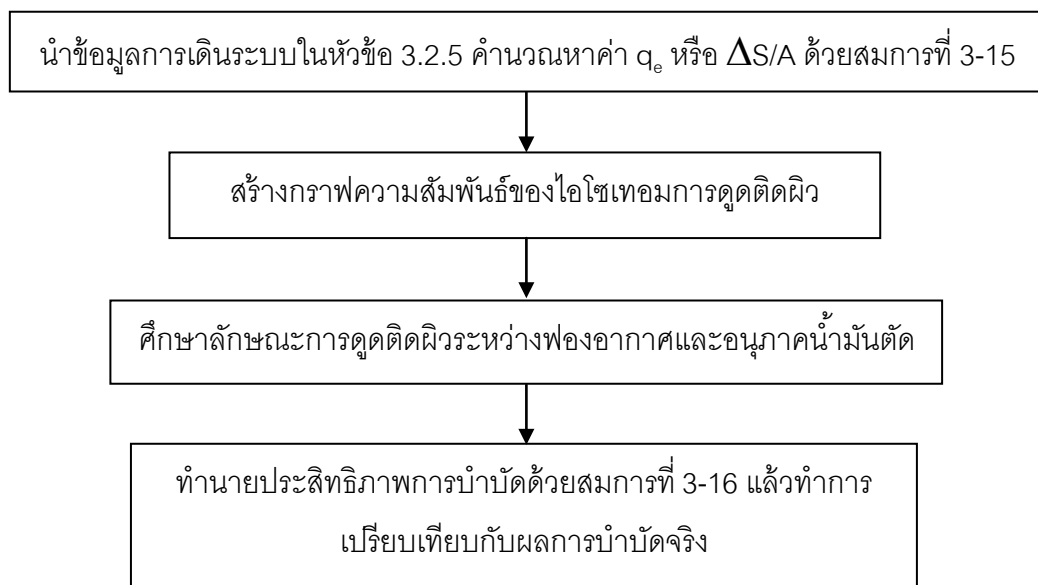 นำข้อมูลการเดินระบบในหัวข้อ 3.2.5 คำนวณหาค่า qₑ หรือ ΔS/A ด้วยสมการที่ 3-15
สร้างกราฟความสัมพันธ์ของไอโซเทอมการดูดติดผิว
ศึกษาลักษณะการดูดติดผิวระหว่างฟองอากาศและอนุภาคน้ำมันตัด
ทำนายประสิทธิภาพการบำบัดด้วยสมการที่ 3-16 แล้วทำการ
เปรียบเทียบกับผลการบำบัดจริง